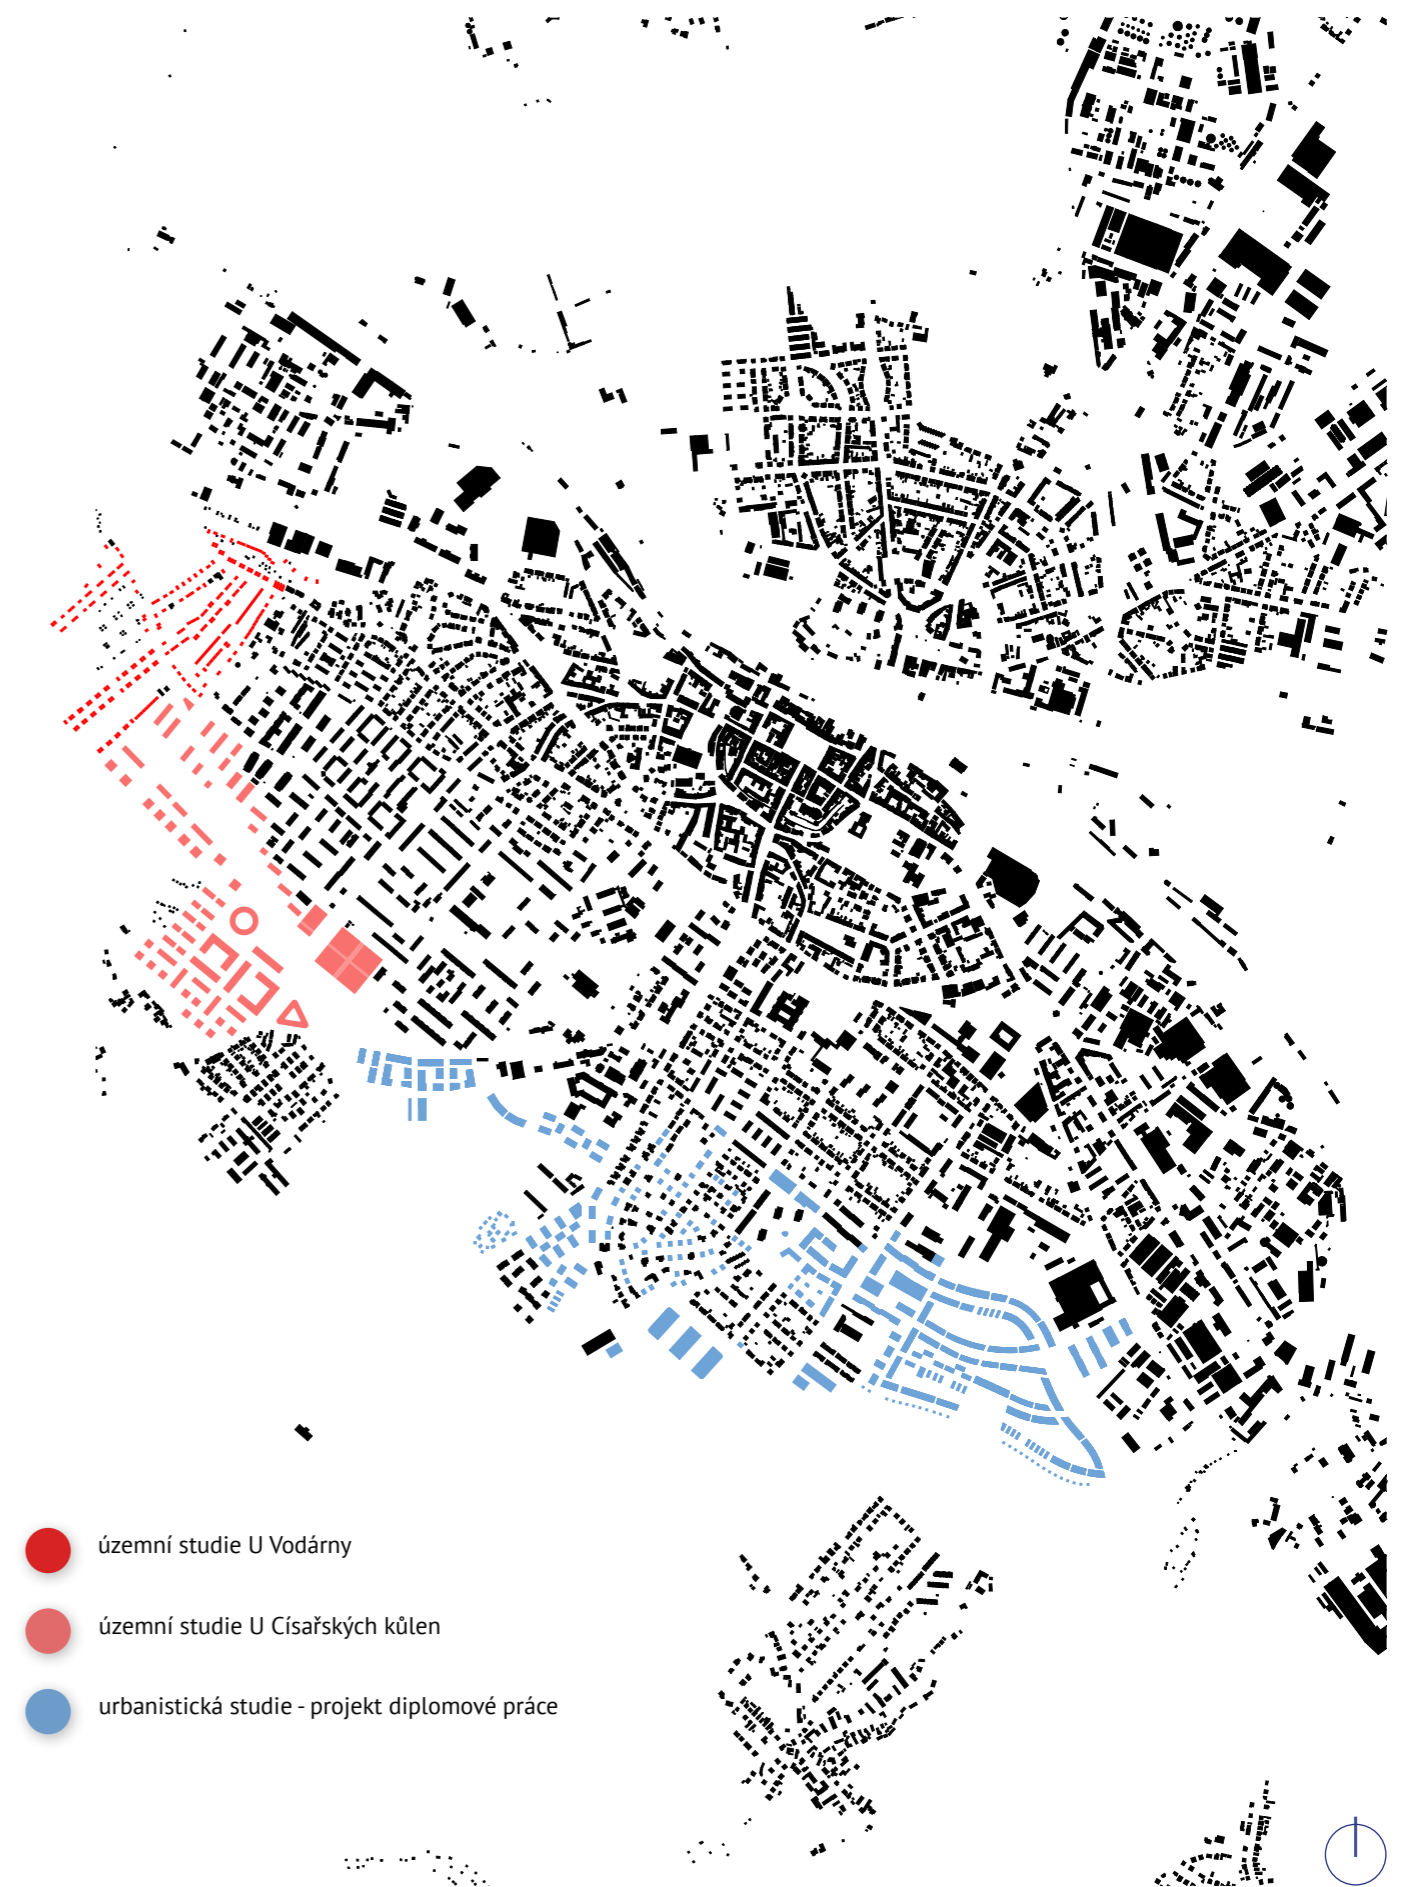 územní studie U Vodárny
územní studie U Císařských kůlen
urbanistická studie - projekt diplomové práce